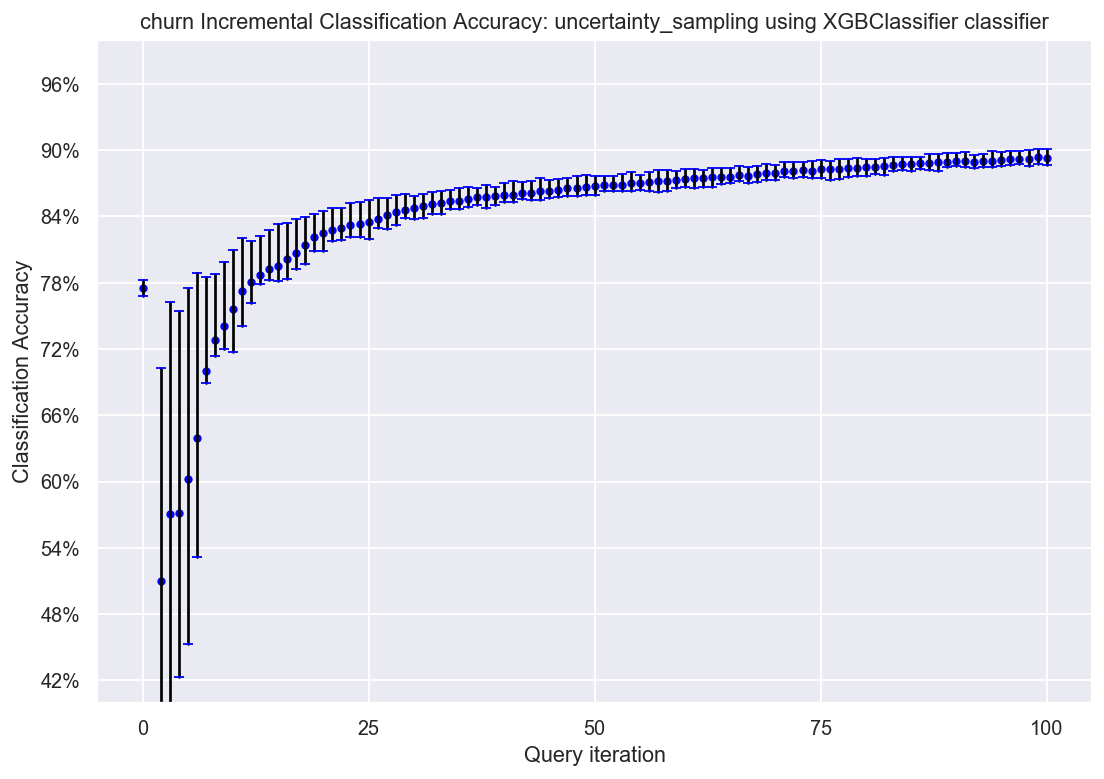 churn Incremental Classification Accuracy: uncertainty_sampling using XGBClassifier classifier
96%
90%
84%
78%
72%
66%
60%
54%
48%
42%
Classification Accuracy
0 25 50 75 100
Query iteration